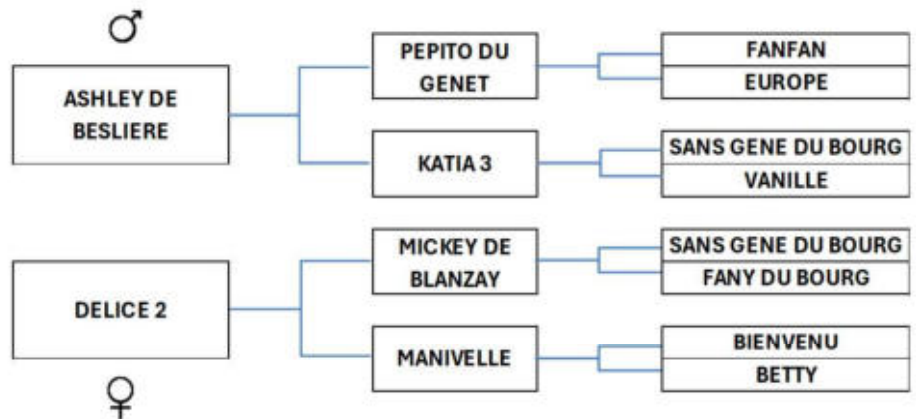 ASHLEY DE
BESLIERE
PEPITO DU
GENET
FANFAN
EUROPE
KATIA 3
SANS GENE DU BOURG
VANILLE
DELICE 2
MICKEY DE
BLANZAY
SANS GENE DU BOURG
FANY DU BOURG
MANIVELLE
BIENVENU
BETTY